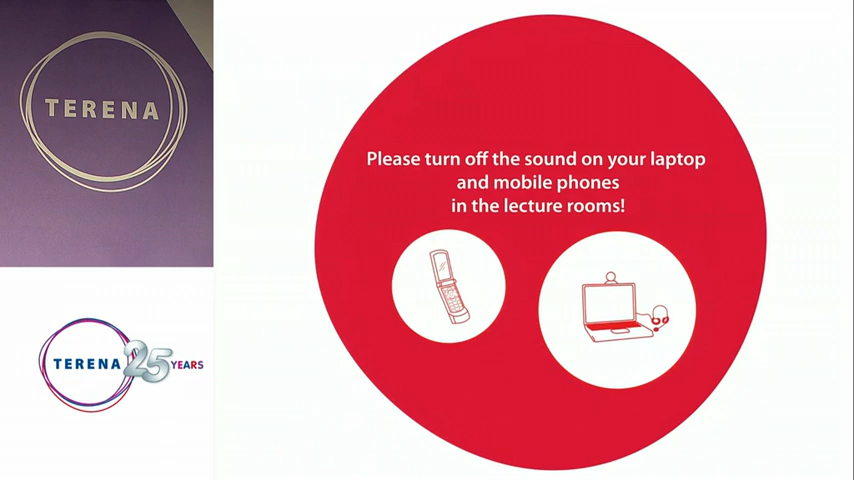 TERENA
TERENA 25 YEARS
Please turn off the sound on your laptop
and mobile phones
in the lecture rooms!